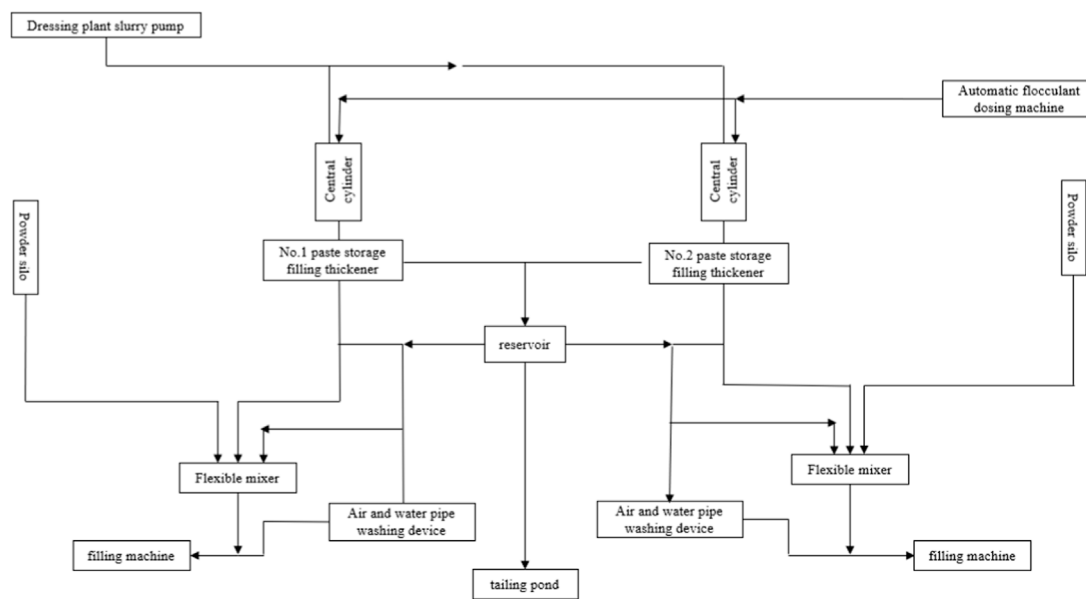 Dressing plant slurry pump
Automatic flocculant
dosing machine
Central
cylinder
Central
cylinder
Powder silo
Powder silo
No.1 paste storage
filling thickener
No.2 paste storage
filling thickener
reservoir
Flexible mixer
Flexible mixer
Air and water pipe
washing device
Air and water pipe
washing device
filling machine
filling machine
tailing pond